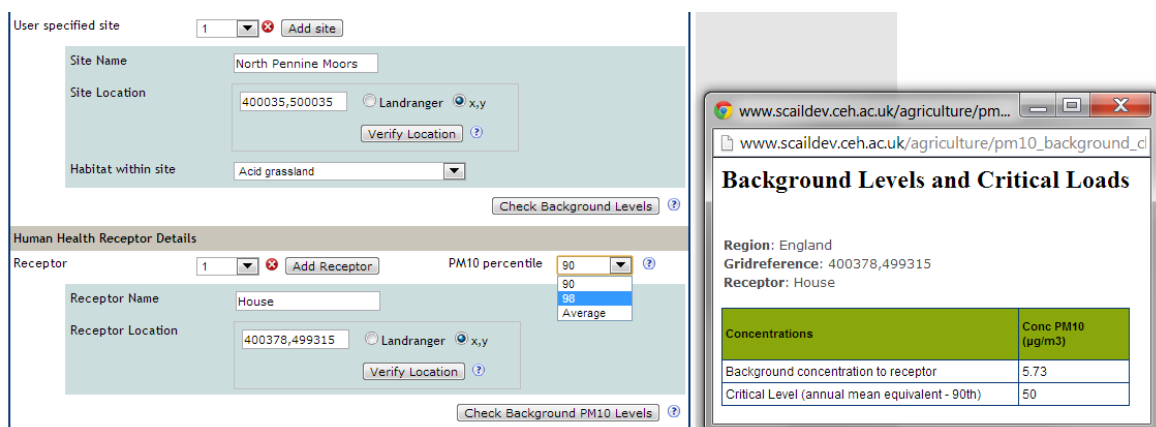 User specified site 1 Add site
Site Name North Pennine Moors
Site Location 400035,500035 Landranger x,y
Verify Location ?
Habitat within site Acid grassland
Check Background Levels ?
Human Health Receptor Details
Receptor 1 Add Receptor PM10 percentile 90 ?
90
98
Average
Receptor Name House
Receptor Location 400378,499315 Landranger x,y
Verify Location ?
Check Background PM10 Levels ?
www.scaildev.ceh.ac.uk/agriculture/pm...
www.scaildev.ceh.ac.uk/agriculture/pm10_background_cl
Background Levels and Critical Loads
Region: England
Gridreference: 400378,499315
Receptor: House
Concentrations Conc PM10
(µg/m3)
Background concentration to receptor 5.73
Critical Level (annual mean equivalent - 90th) 50